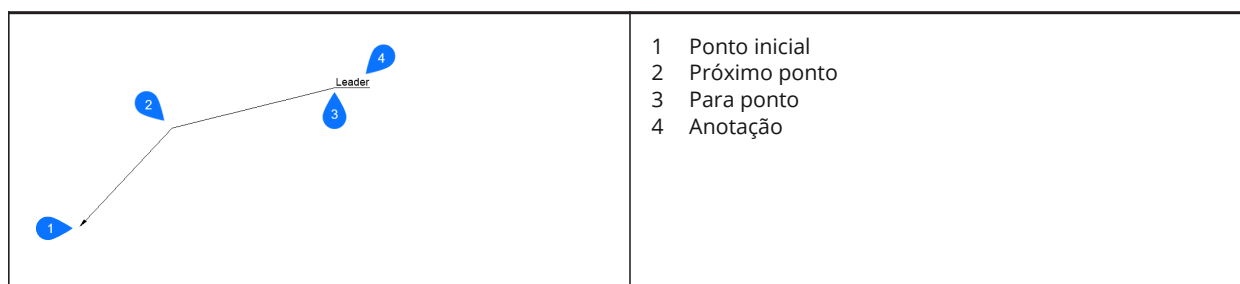 4
Leader
2
3
1
1 Ponto inicial
2 Próximo ponto
3 Para ponto
4 Anotação